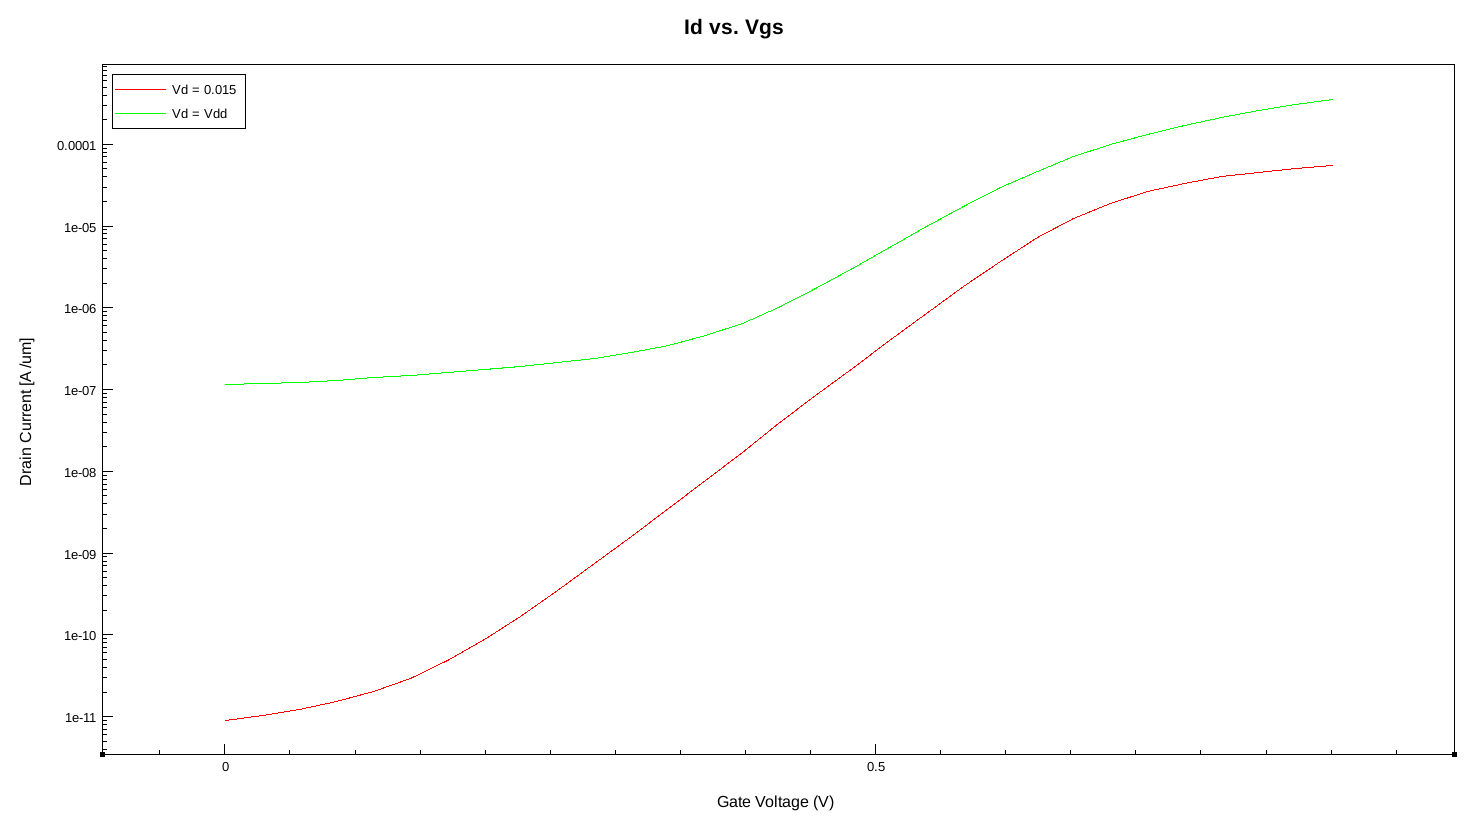 Id vs. Vgs
Vd = 0.015
Vd = Vdd
0.0001
1e-05
1e-06
1e-07
1e-08
1e-09
1e-10
1e-11
Drain Current [A /um]
0
0.5
Gate Voltage (V)